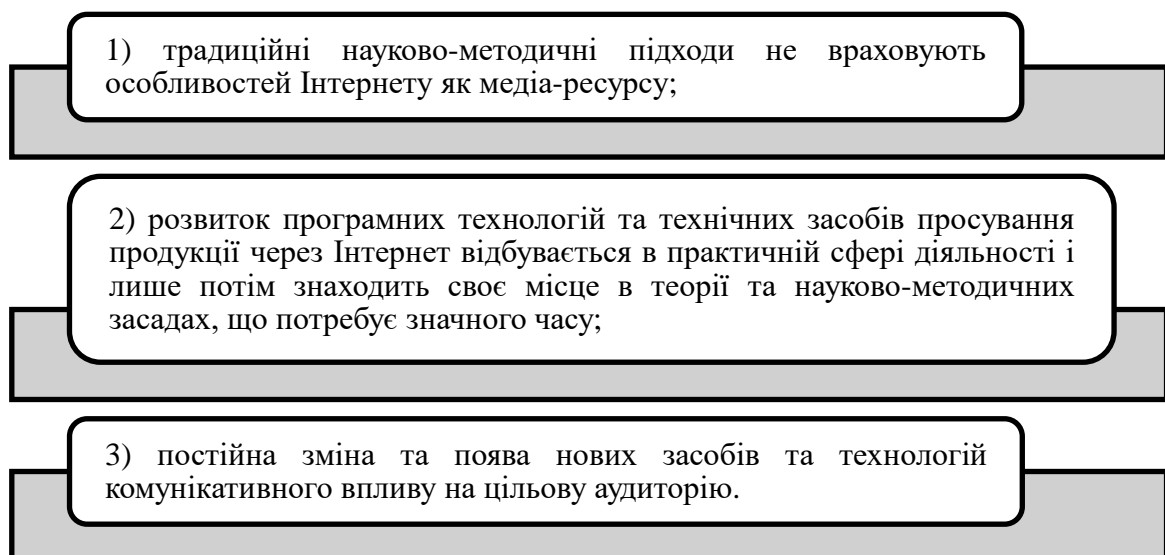 1) традиційні науково-методичні підходи не враховують
особливостей Інтернету як медіа-ресурсу;
2) розвиток програмних технологій та технічних засобів просування
продукції через Інтернет відбувається в практичній сфері діяльності і
лише потім знаходить своє місце в теорії та науково-методичних
засадах, що потребує значного часу;
3) постійна зміна та поява нових засобів та технологій
комунікативного впливу на цільову аудиторію.